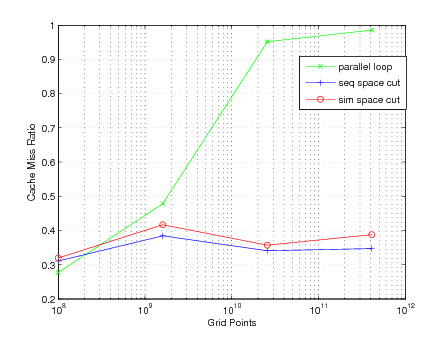 1
0.9
0.8
0.7
0.6
0.5
0.4
0.3
0.2
Cache Miss Ratio
parallel loop
seq space cut
sim space cut
10^8 10^9 10^10 10^11 10^12
Grid Points